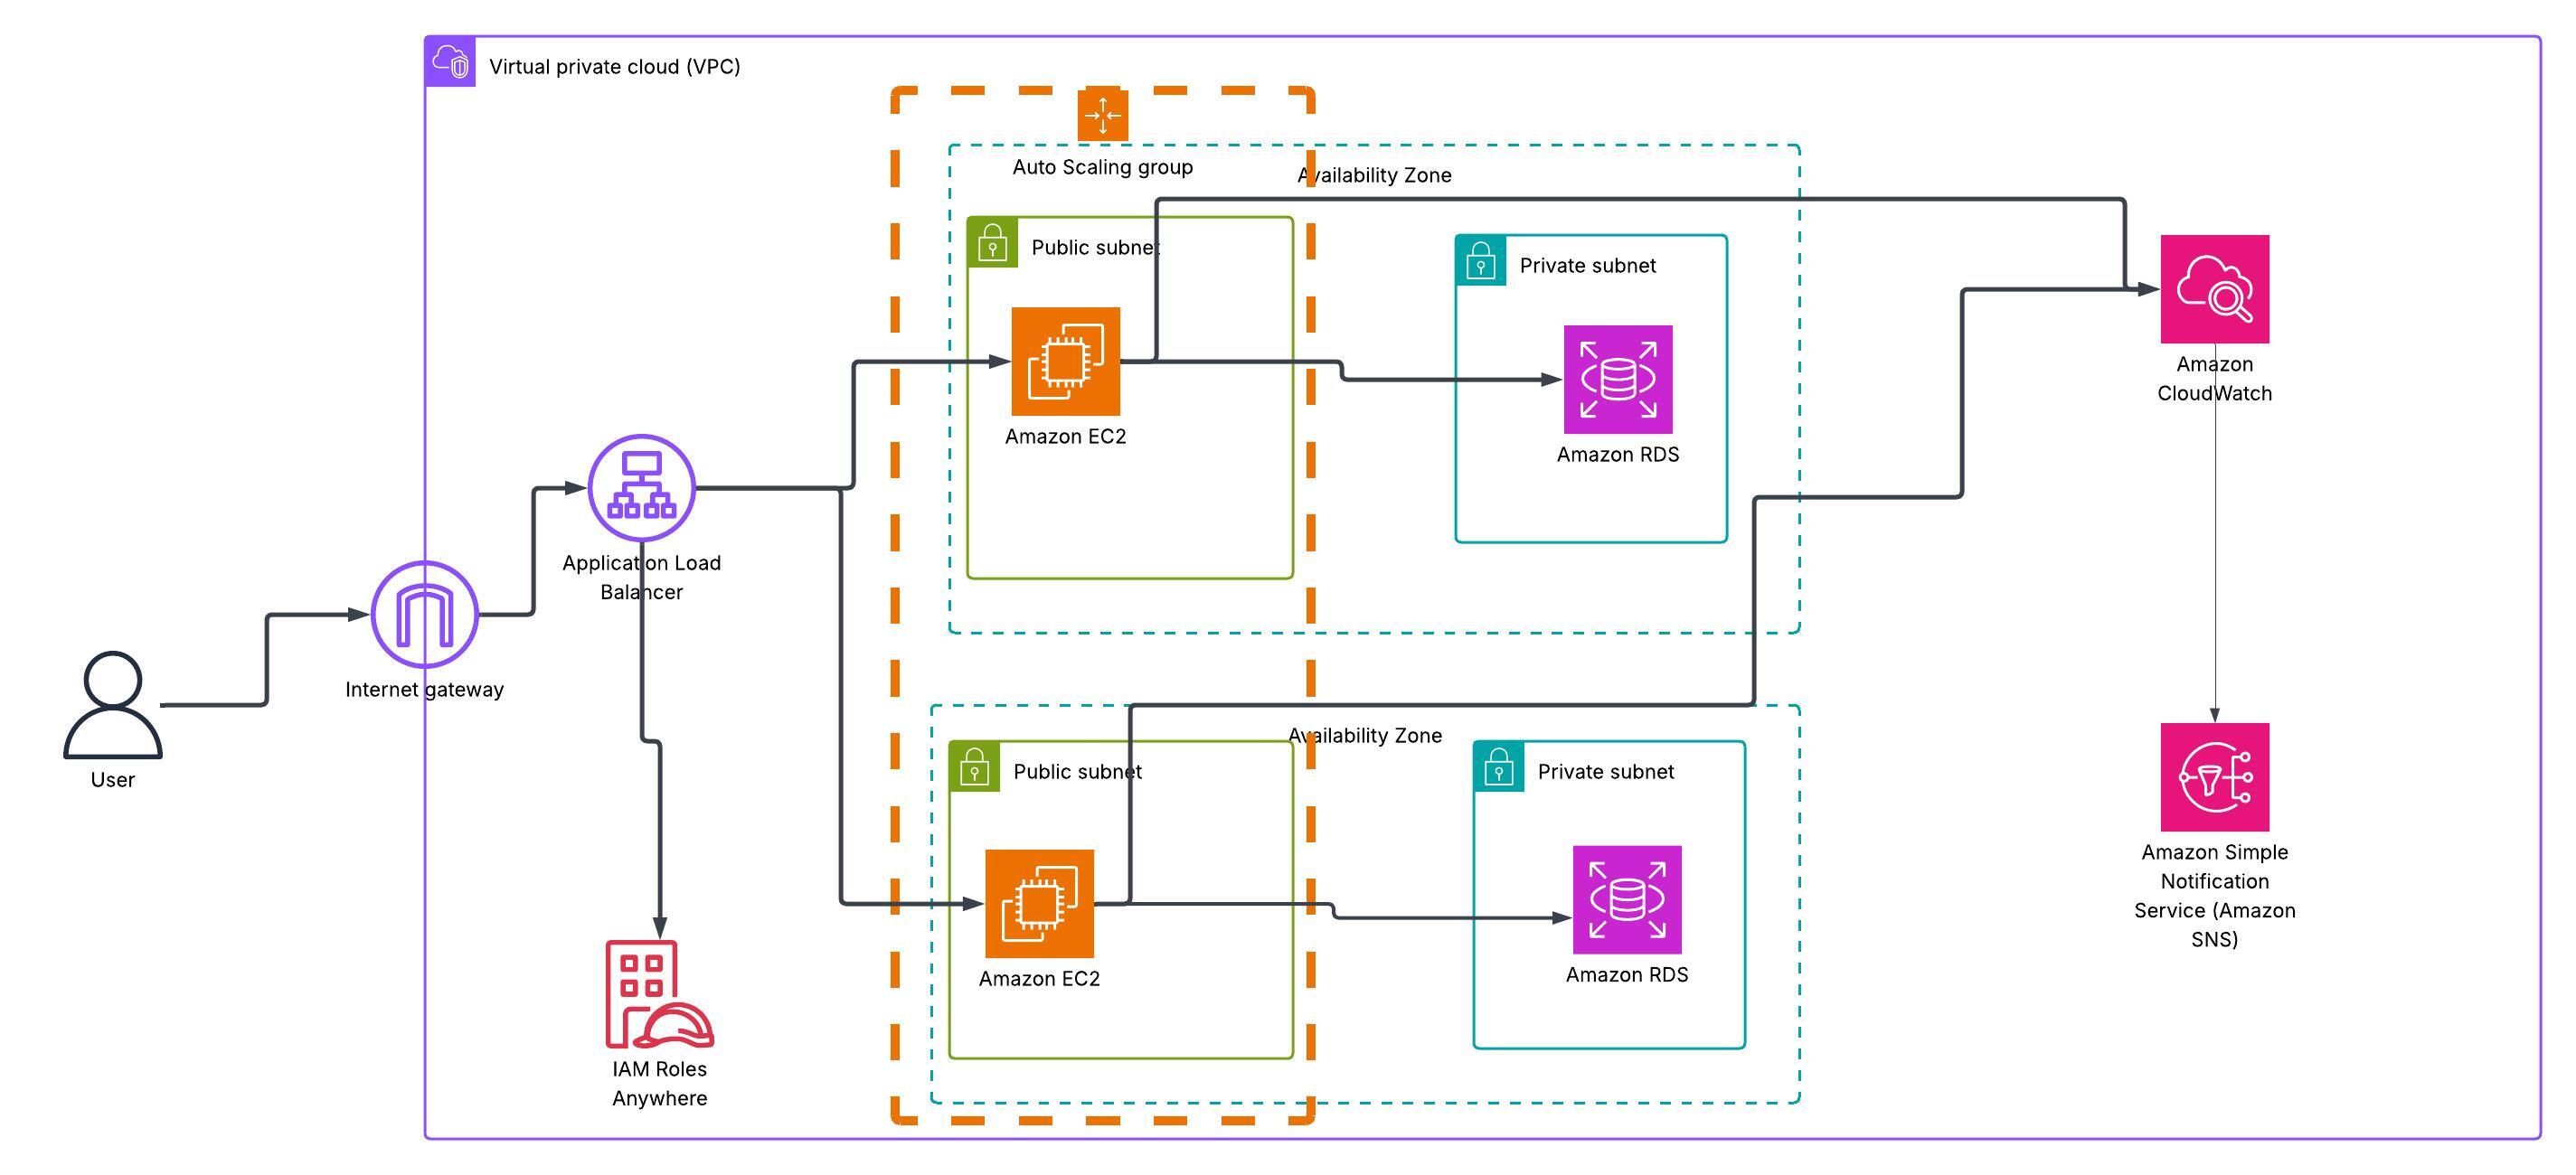 Virtual private cloud (VPC)
Auto Scaling group
Availability Zone
Public subnet
Private subnet
Amazon EC2
Amazon RDS
Amazon
CloudWatch
Application Load
Balancer
Internet gateway
User
Availability Zone
Public subnet
Private subnet
Amazon EC2
Amazon RDS
Amazon Simple
Notification
Service (Amazon
SNS)
IAM Roles
Anywhere